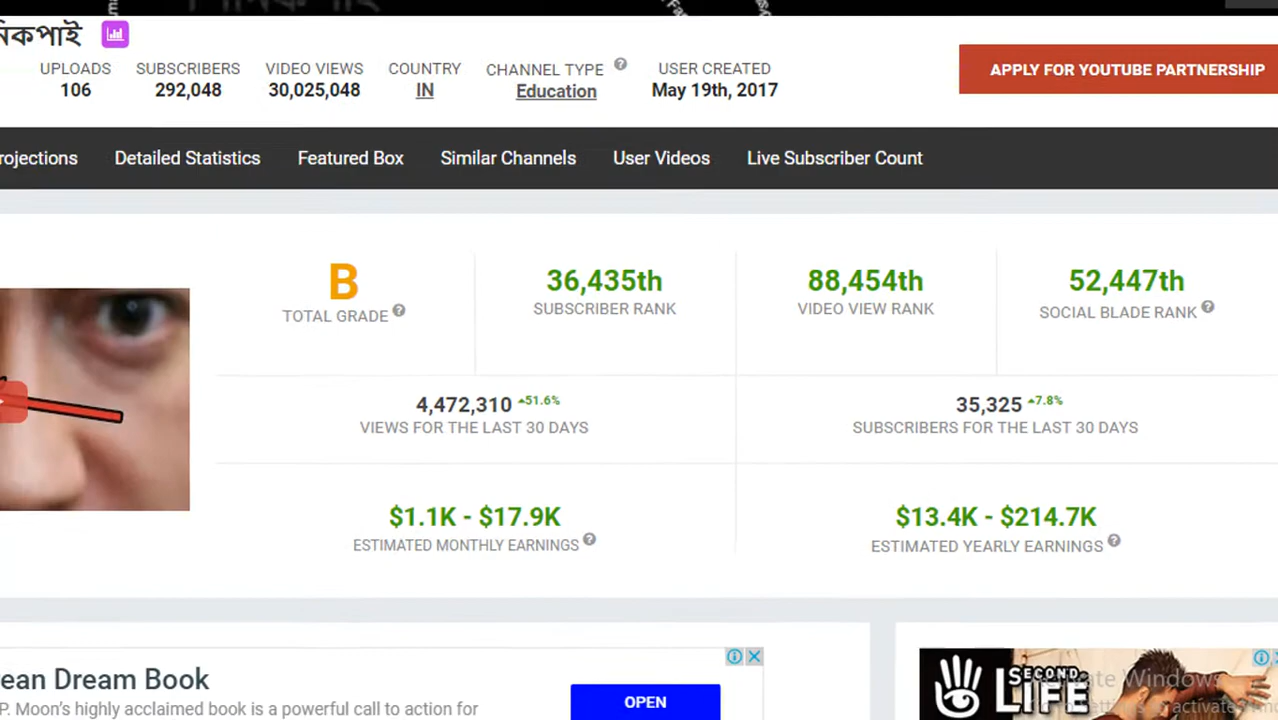 নিকপাই
UPLOADS SUBSCRIBERS VIDEO VIEWS COUNTRY CHANNEL TYPE USER CREATED
106 292,048 30,025,048 IN Education May 19th, 2017
APPLY FOR YOUTUBE PARTNERSHIP
rojections Detailed Statistics Featured Box Similar Channels User Videos Live Subscriber Count
B 36,435th 88,454th 52,447th
TOTAL GRADE SUBSCRIBER RANK VIDEO VIEW RANK SOCIAL BLADE RANK
4,472,310 51.6% 35,325 7.8%
VIEWS FOR THE LAST 30 DAYS SUBSCRIBERS FOR THE LAST 30 DAYS
$1.1K - $17.9K $13.4K - $214.7K
ESTIMATED MONTHLY EARNINGS ESTIMATED YEARLY EARNINGS
ean Dream Book
P. Moon's highly acclaimed book is a powerful call to action for
OPEN
SECOND
LIFE